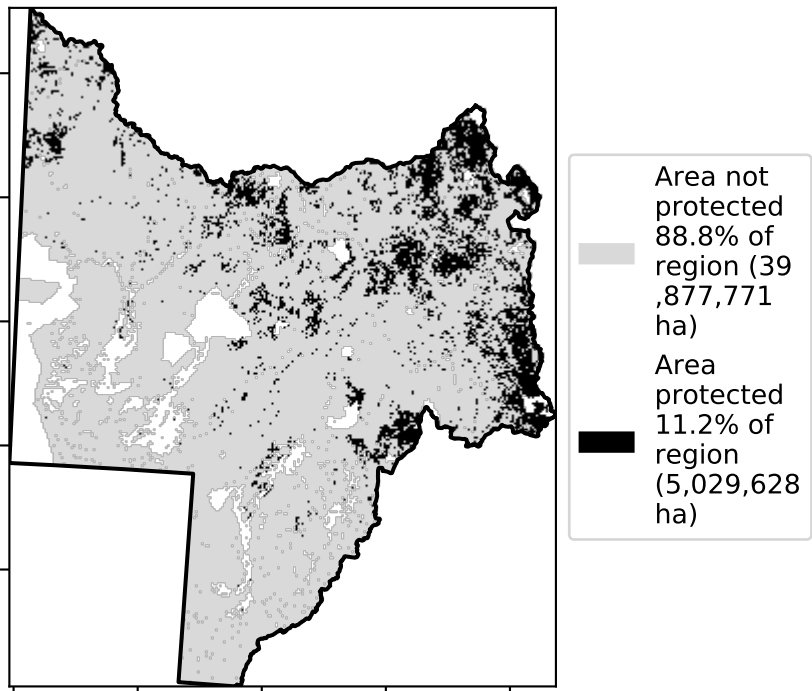 Area not
protected
88.8% of
region (39
,877,771
ha)
Area
protected
11.2% of
region
(5,029,628
ha)